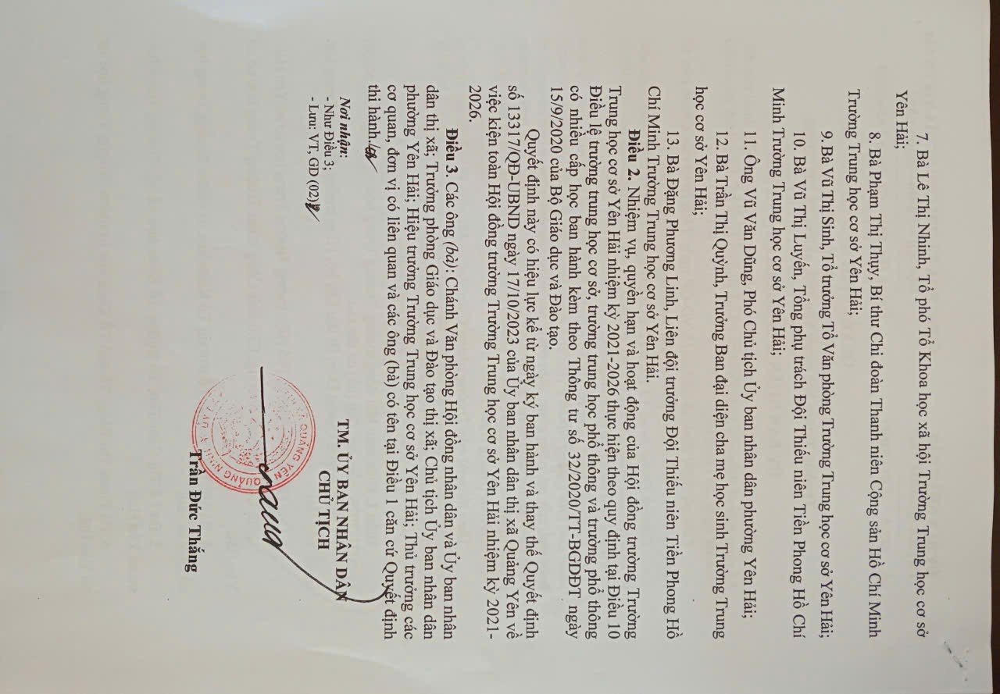 7. Bà Lê Thị Nhinh, Tổ phó Tổ Khoa học xã hội Trường Trung học cơ sở
Yên Hải;
8. Bà Phạm Thị Thụy, Bí thư Chi đoàn Thanh niên Cộng sản Hồ Chí Minh
Trường Trung học cơ sở Yên Hải;
9. Bà Vũ Thị Sinh, Tổ trưởng Tổ Văn phòng Trường Trung học cơ sở Yên Hải;
10. Bà Vũ Thị Luyến, Tổng phụ trách Đội Thiếu niên Tiền Phong Hồ Chí
Minh Trường Trung học cơ sở Yên Hải;
11. Ông Vũ Văn Dũng, Phó Chủ tịch Ủy ban nhân dân phường Yên Hải;
12. Bà Trần Thị Quỳnh, Trưởng Ban đại diện cha mẹ học sinh Trường Trung
học cơ sở Yên Hải;
13. Bà Đặng Phương Linh, Liên đội trưởng Đội Thiếu niên Tiền Phong Hồ
Chí Minh Trường Trung học cơ sở Yên Hải.
Điều 2. Nhiệm vụ, quyền hạn và hoạt động của Hội đồng trường Trường
Trung học cơ sở Yên Hải nhiệm kỳ 2021-2026 thực hiện theo quy định tại Điều 10
Điều lệ trường trung học cơ sở, trường trung học phổ thông và trường phổ thông
có nhiều cấp học ban hành kèm theo Thông tư số 32/2020/TT-BGDĐT ngày
15/9/2020 của Bộ Giáo dục và Đào tạo.
Quyết định này có hiệu lực kể từ ngày ký ban hành và thay thế Quyết định
số 13317/QĐ-UBND ngày 17/10/2023 của Ủy ban nhân dân thị xã Quảng Yên về
việc kiện toàn Hội đồng trường Trường Trung học cơ sở Yên Hải nhiệm kỳ 2021-
2026.
Điều 3. Các ông (bà): Chánh Văn phòng Hội đồng nhân dân và Ủy ban nhân
dân thị xã; Trưởng phòng Giáo dục và Đào tạo thị xã; Chủ tịch Ủy ban nhân dân
phường Yên Hải; Hiệu trưởng Trường Trung học cơ sở Yên Hải; Thủ trưởng các
cơ quan, đơn vị có liên quan và các ông (bà) có tên tại Điều 1 căn cứ Quyết định
thi hành./.
Nơi nhận:
- Như Điều 3;
- Lưu: VT, GD (02).
TM. ỦY BAN NHÂN DÂN
CHỦ TỊCH
QUẢNG YÊN
QUẢNG NINH
Trần Đức Thắng